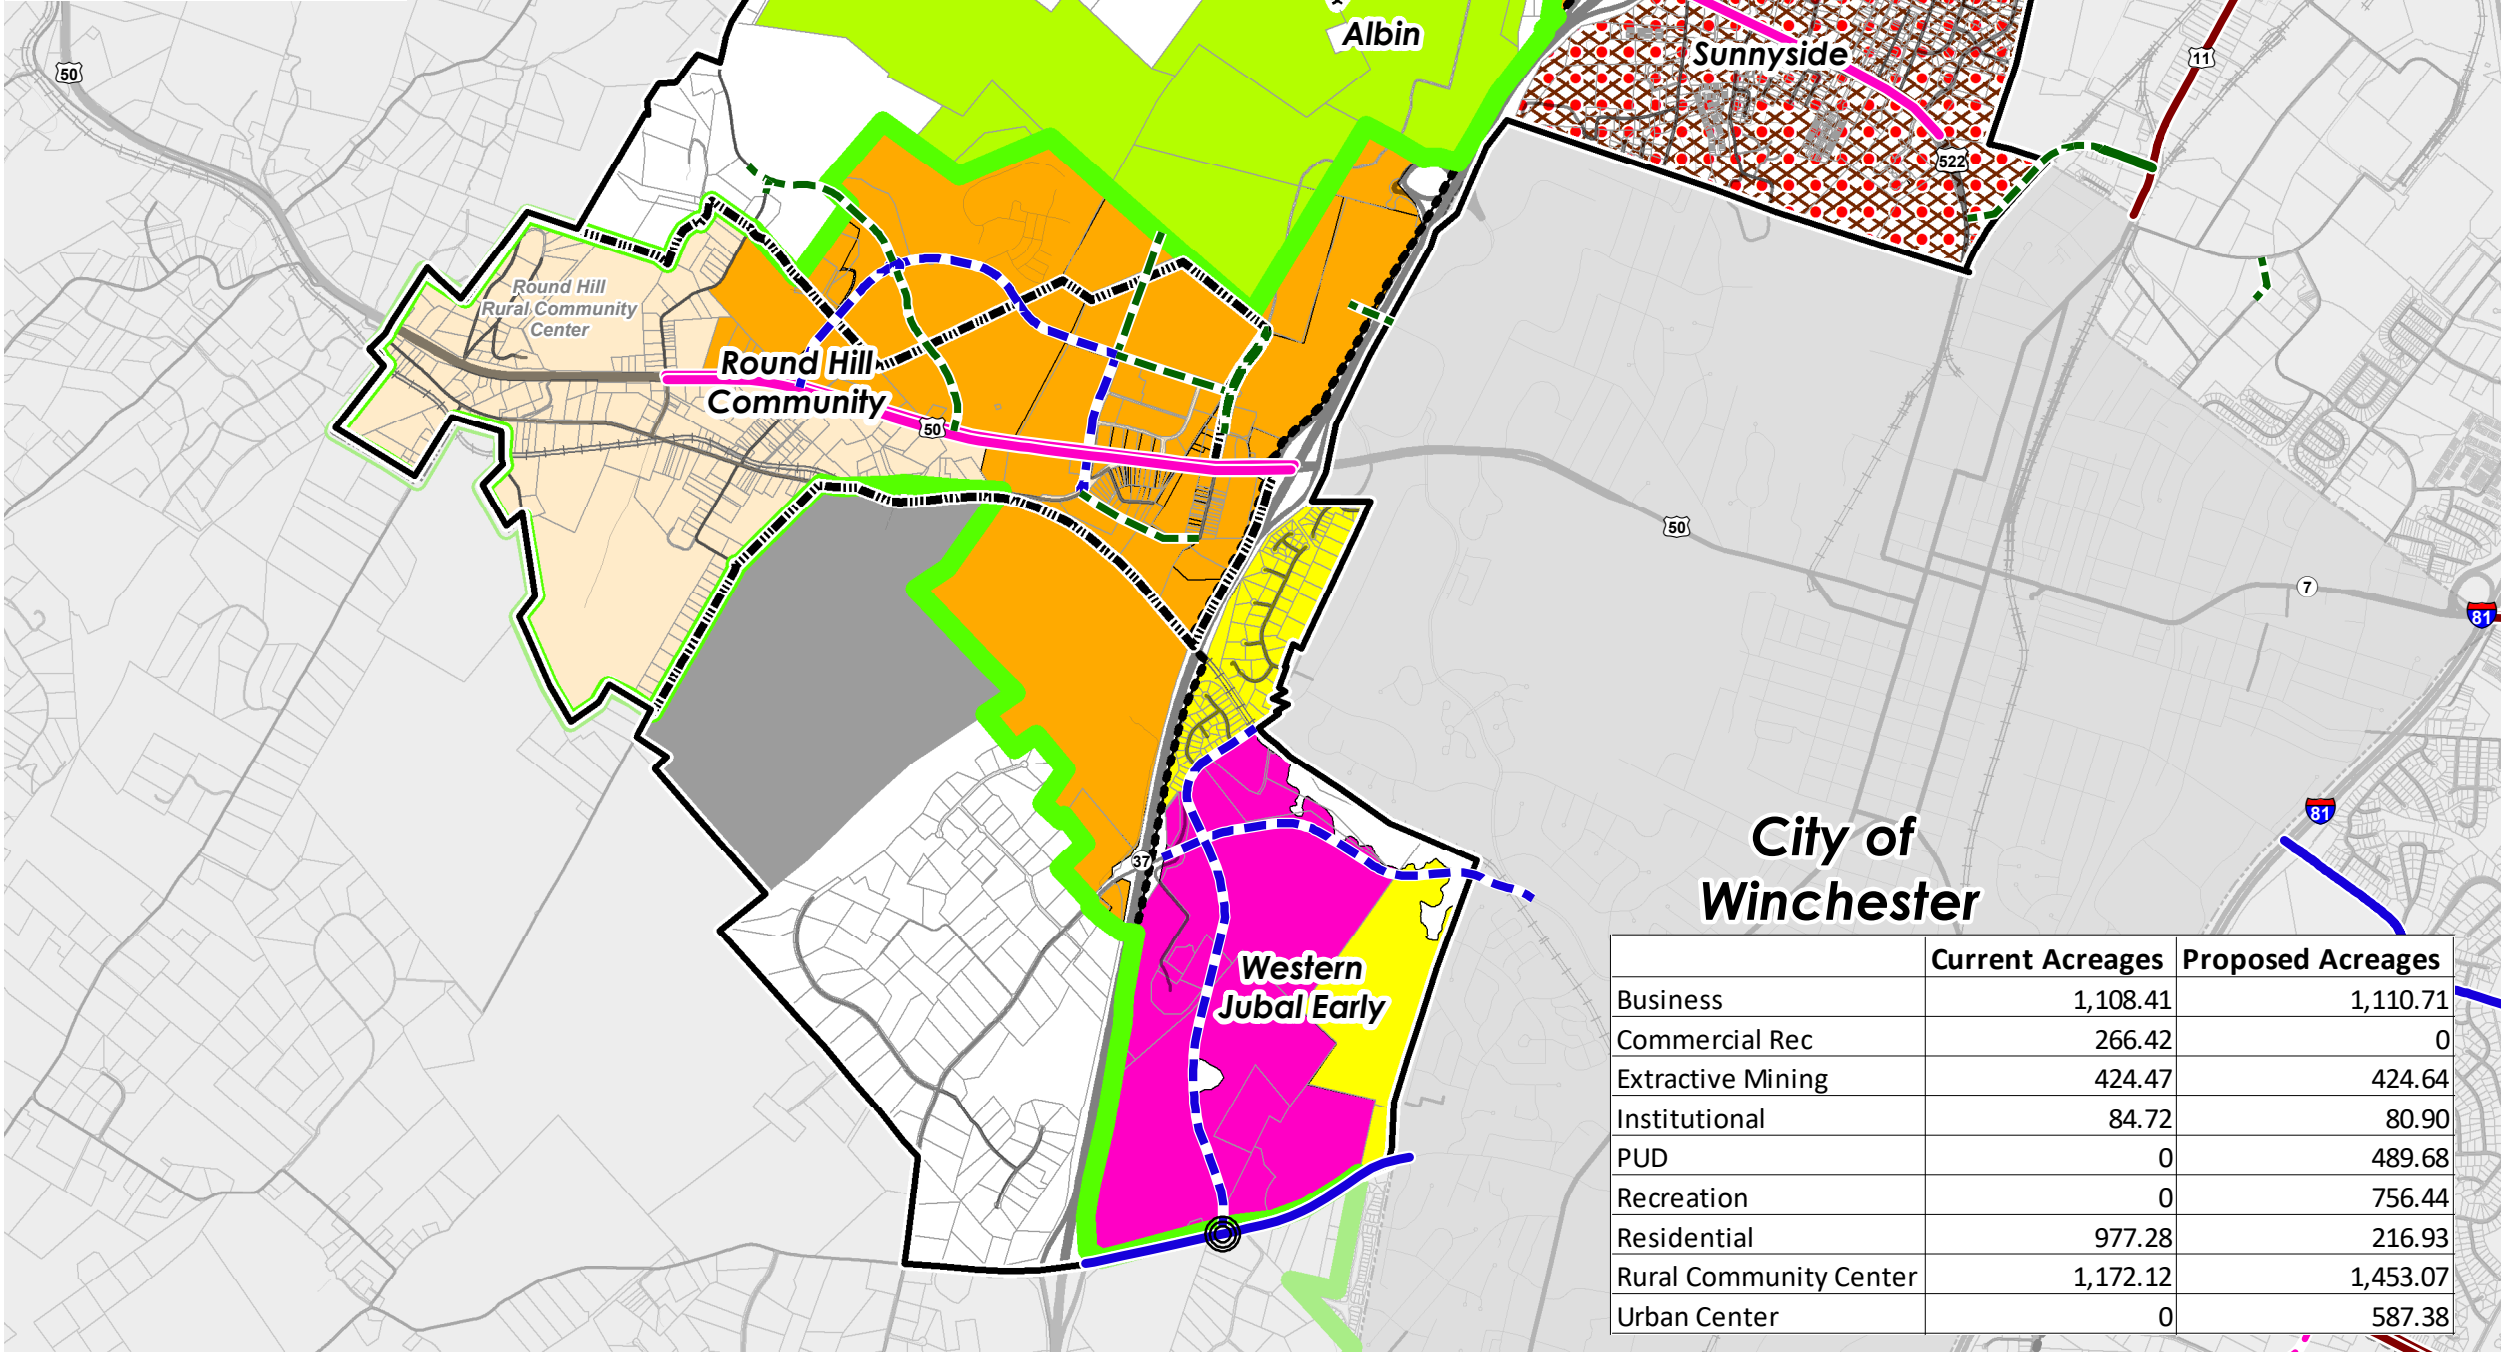 Albin
Sunnyside
50
11
522
Round Hill
Rural Community
Center
Round Hill
Community
50
50
7
81
81
37
City of
Winchester
Western
Jubal Early
Current Acreages Proposed Acreages
Business 1,108.41 1,110.71
Commercial Rec 266.42 0
Extractive Mining 424.47 424.64
Institutional 84.72 80.90
PUD 0 489.68
Recreation 0 756.44
Residential 977.28 216.93
Rural Community Center 1,172.12 1,453.07
Urban Center 0 587.38